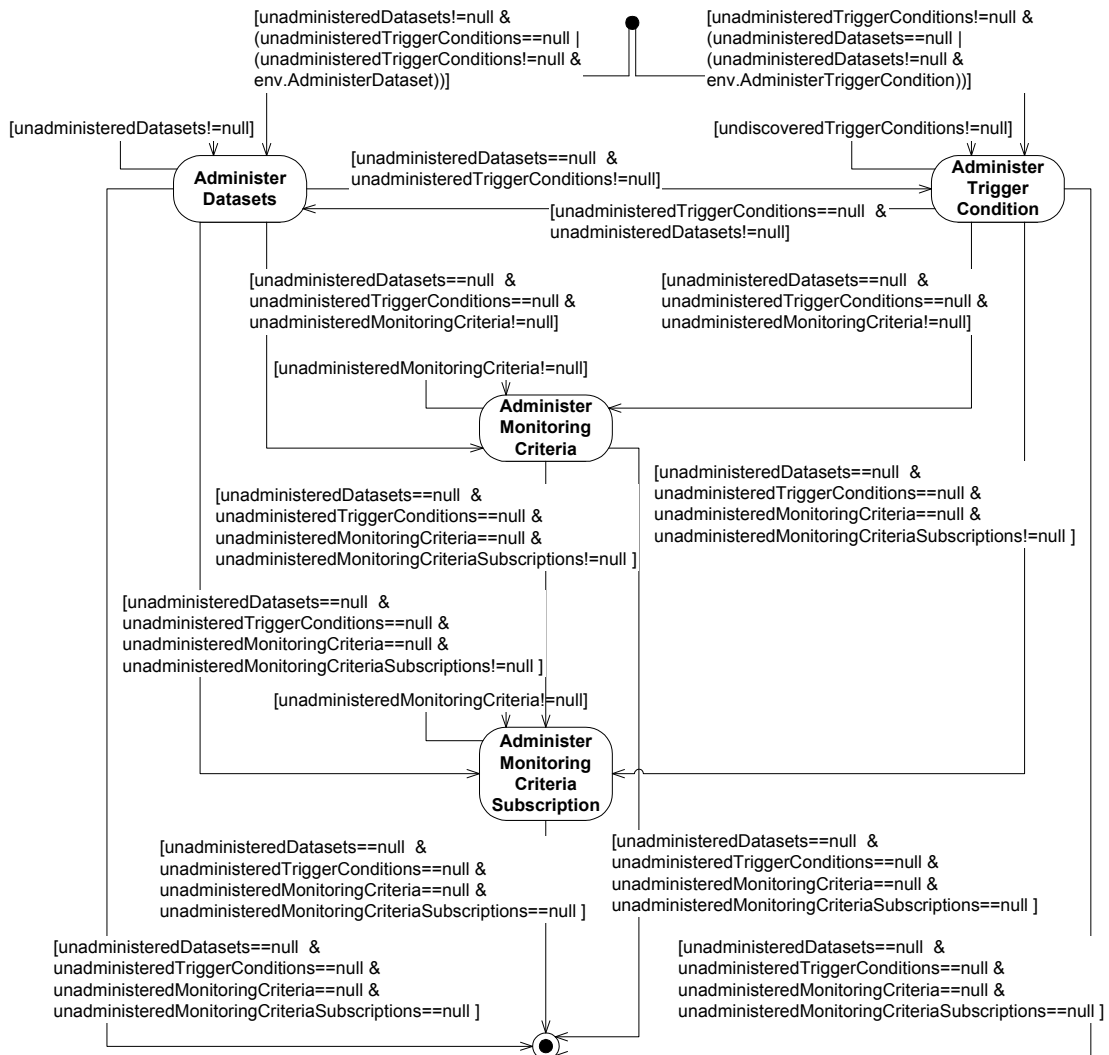 [unadministeredDatasets!=null &
(unadministeredTriggerConditions==null |
(unadministeredTriggerConditions!=null &
env.AdministerDataset))]
[unadministeredTriggerConditions!=null &
(unadministeredDatasets==null |
(unadministeredDatasets!=null &
env.AdministerTriggerCondition))]
[unadministeredDatasets!=null]
[undiscoveredTriggerConditions!=null]
Administer
Datasets
[unadministeredDatasets==null &
unadministeredTriggerConditions!=null]
Administer
Trigger
Condition
[unadministeredTriggerConditions==null &
unadministeredDatasets!=null]
[unadministeredDatasets==null &
unadministeredTriggerConditions==null &
unadministeredMonitoringCriteria!=null]
[unadministeredDatasets==null &
unadministeredTriggerConditions==null &
unadministeredMonitoringCriteria!=null]
[unadministeredMonitoringCriteria!=null]
Administer
Monitoring
Criteria
[unadministeredDatasets==null &
unadministeredTriggerConditions==null &
unadministeredMonitoringCriteria==null &
unadministeredMonitoringCriteriaSubscriptions!=null ]
[unadministeredDatasets==null &
unadministeredTriggerConditions==null &
unadministeredMonitoringCriteria==null &
unadministeredMonitoringCriteriaSubscriptions!=null ]
[unadministeredDatasets==null &
unadministeredTriggerConditions==null &
unadministeredMonitoringCriteria==null &
unadministeredMonitoringCriteriaSubscriptions!=null ]
[unadministeredMonitoringCriteria!=null]
Administer
Monitoring
Criteria
Subscription
[unadministeredDatasets==null &
unadministeredTriggerConditions==null &
unadministeredMonitoringCriteria==null &
unadministeredMonitoringCriteriaSubscriptions==null ]
[unadministeredDatasets==null &
unadministeredTriggerConditions==null &
unadministeredMonitoringCriteria==null &
unadministeredMonitoringCriteriaSubscriptions==null ]
[unadministeredDatasets==null &
unadministeredTriggerConditions==null &
unadministeredMonitoringCriteria==null &
unadministeredMonitoringCriteriaSubscriptions==null ]
[unadministeredDatasets==null &
unadministeredTriggerConditions==null &
unadministeredMonitoringCriteria==null &
unadministeredMonitoringCriteriaSubscriptions==null ]